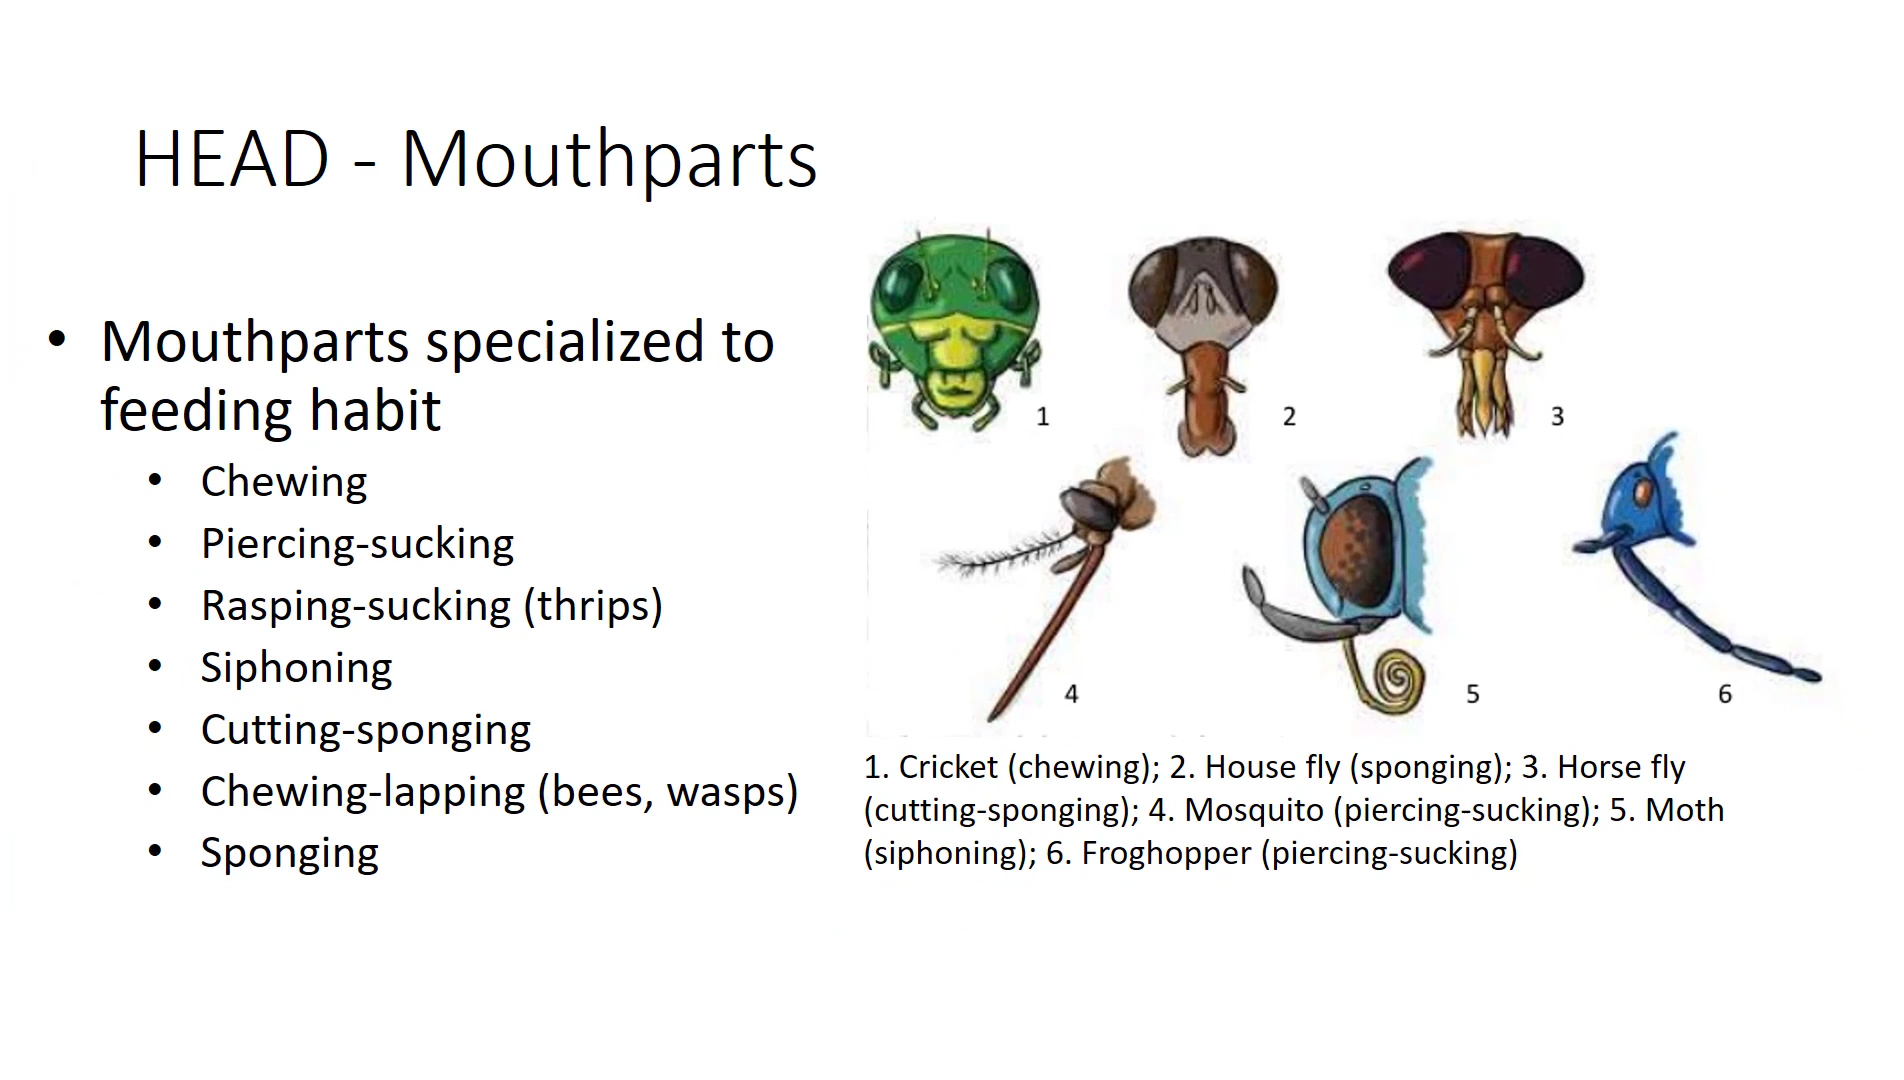 HEAD - Mouthparts
• Mouthparts specialized to
feeding habit
• Chewing
• Piercing-sucking
• Rasping-sucking (thrips)
• Siphoning
• Cutting-sponging
• Chewing-lapping (bees, wasps)
• Sponging
1
2
3
4
5
6
1. Cricket (chewing); 2. House fly (sponging); 3. Horse fly
(cutting-sponging); 4. Mosquito (piercing-sucking); 5. Moth
(siphoning); 6. Froghopper (piercing-sucking)